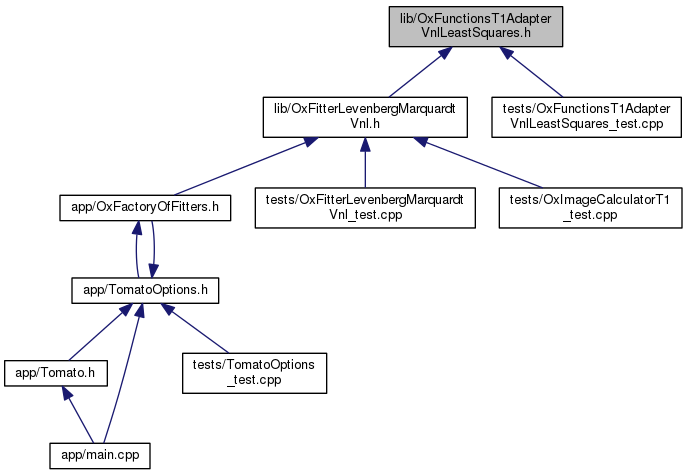 lib/OxFunctionsT1Adapter
VnlLeastSquares.h
lib/OxFitterLevenbergMarquardt
Vnl.h
tests/OxFunctionsT1Adapter
VnlLeastSquares_test.cpp
app/OxFactoryOfFitters.h
tests/OxFitterLevenbergMarquardt
Vnl_test.cpp
tests/OxImageCalculatorT1
_test.cpp
app/TomatoOptions.h
app/Tomato.h
tests/TomatoOptions
_test.cpp
app/main.cpp